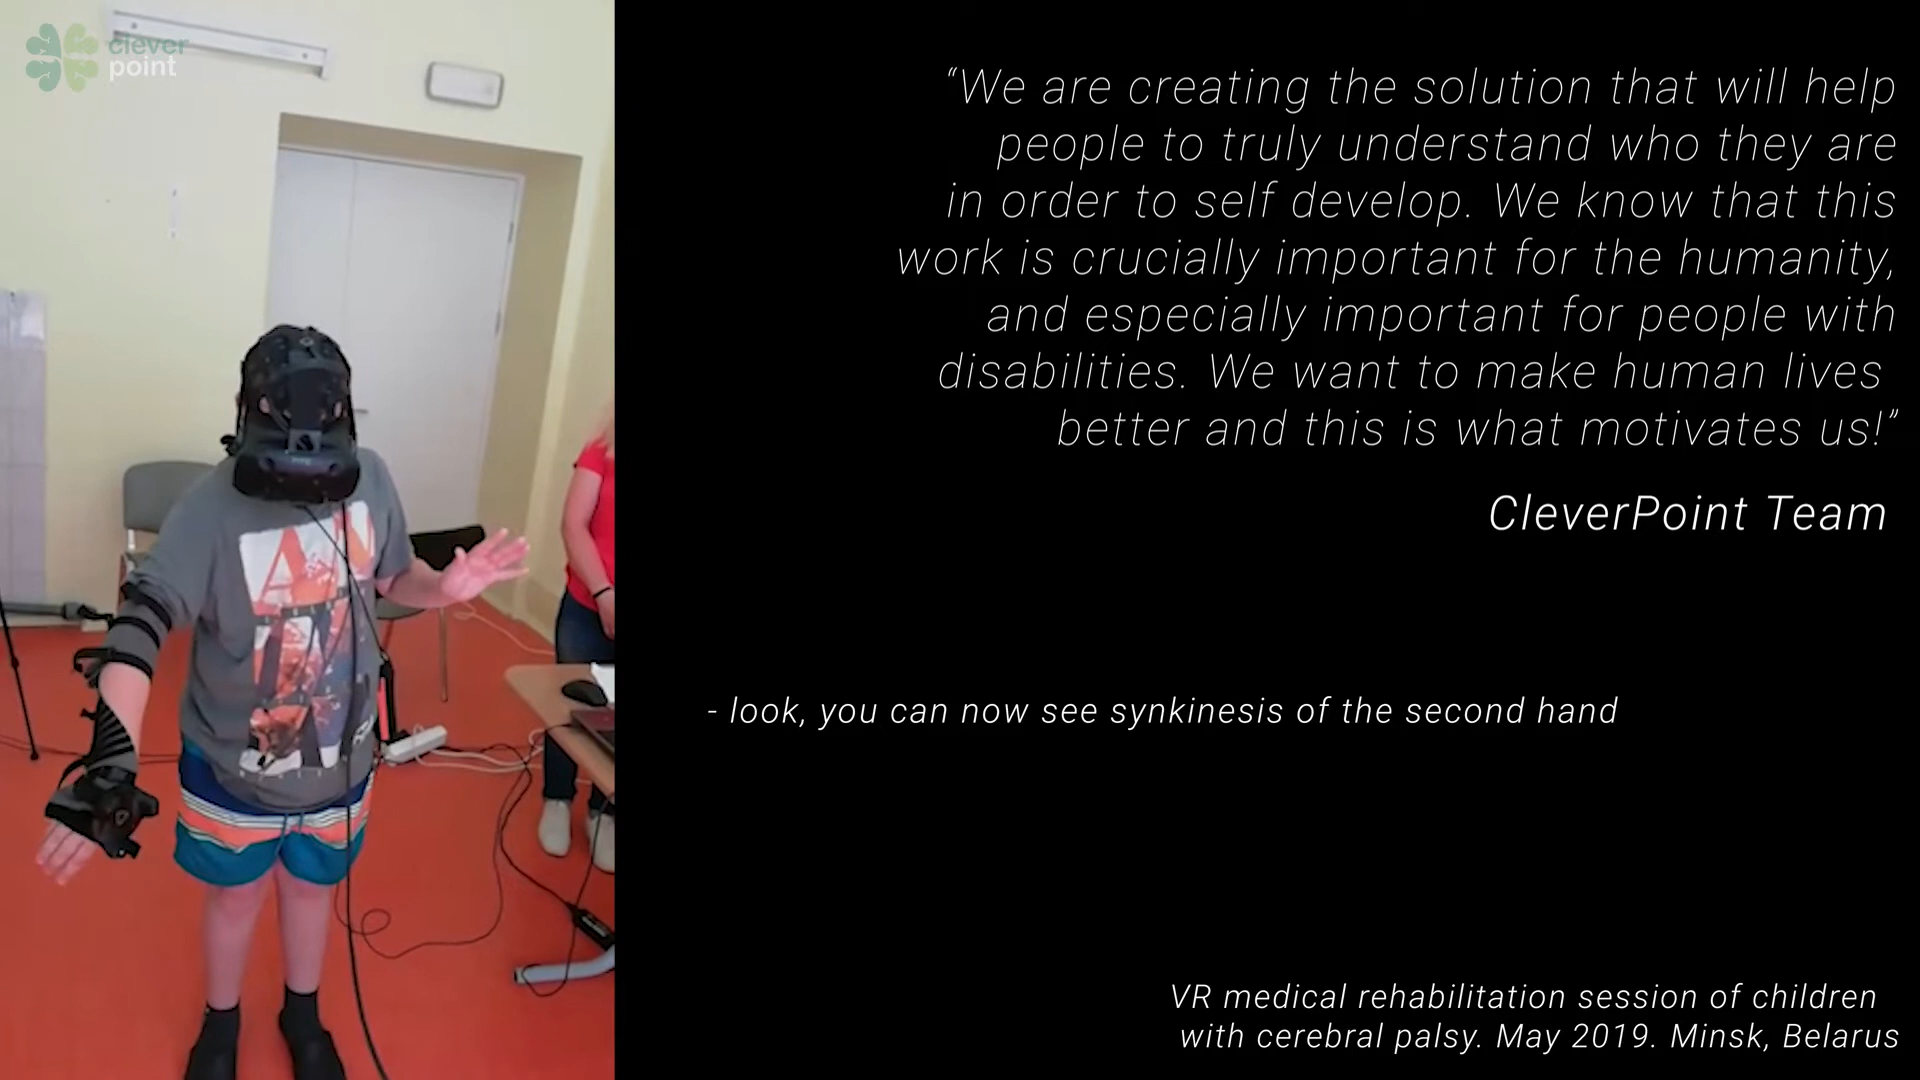 clever
point
“We are creating the solution that will help
people to truly understand who they are
in order to self develop. We know that this
work is crucially important for the humanity,
and especially important for people with
disabilities. We want to make human lives
better and this is what motivates us!”
CleverPoint Team
- look, you can now see synkinesis of the second hand
VR medical rehabilitation session of children
with cerebral palsy. May 2019. Minsk, Belarus